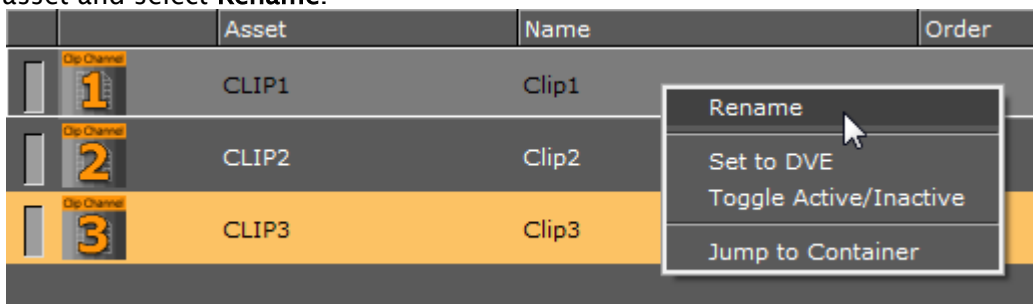 asset and select Rename.
Asset Name Order
Clip Channel
1 CLIP1 Clip1
Rename
Clip Channel
2 CLIP2 Clip2
Set to DVE
Toggle Active/Inactive
Clip Channel
3 CLIP3 Clip3
Jump to Container